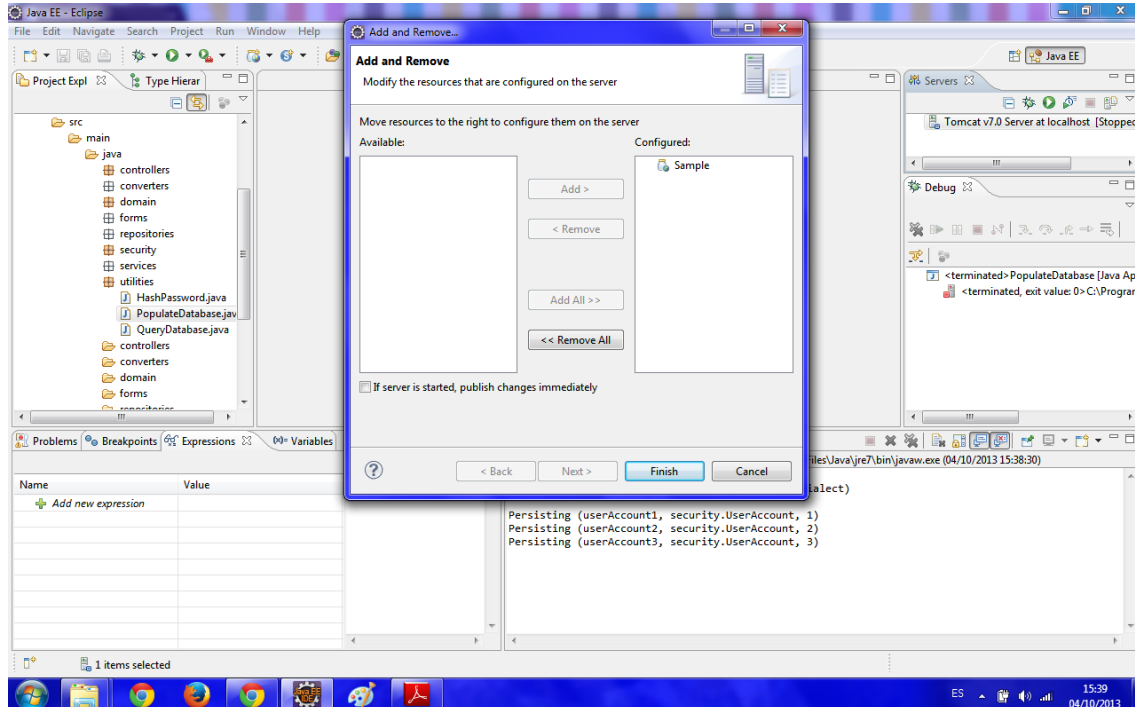 Java EE - Eclipse
File Edit Navigate Search Project Run Window Help
Java EE
Project Expl
Type Hierar
src
main
java
controllers
converters
domain
forms
repositories
security
services
utilities
HashPassword.java
PopulateDatabase.jav
QueryDatabase.java
controllers
converters
domain
forms
Add and Remove...
Add and Remove
Modify the resources that are configured on the server
Move resources to the right to configure them on the server
Available:
Configured:
Sample
Add >
< Remove
Add All >>
<< Remove All
If server is started, publish changes immediately
?
< Back
Next >
Finish
Cancel
Servers
Tomcat v7.0 Server at localhost [Stopped
Debug
<terminated> PopulateDatabase [Java Ap
<terminated, exit value: 0> C:\Program
Problems
Breakpoints
Expressions
(x)= Variables
Name Value
Add new expression
Files\Java\jre7\bin\javaw.exe (04/10/2013 15:38:30)
ialect)
Persisting (userAccount1, security.UserAccount, 1)
Persisting (userAccount2, security.UserAccount, 2)
Persisting (userAccount3, security.UserAccount, 3)
1 items selected
Java EE
IDE
ES
15:39
04/10/2013